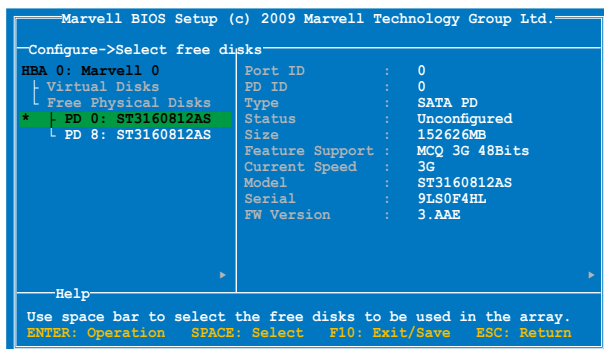 Marvell BIOS Setup (c) 2009 Marvell Technology Group Ltd.
Configure->Select free disks
HBA 0: Marvell 0
Virtual Disks
Free Physical Disks
* PD 0: ST3160812AS
PD 8: ST3160812AS
Port ID : 0
PD ID : 0
Type : SATA PD
Status : Unconfigured
Size : 152626MB
Feature Support : MCQ 3G 48Bits
Current Speed : 3G
Model : ST3160812AS
Serial : 9LS0F4HL
FW Version : 3.AAE
Help
Use space bar to select the free disks to be used in the array.
ENTER: Operation SPACE: Select F10: Exit/Save ESC: Return